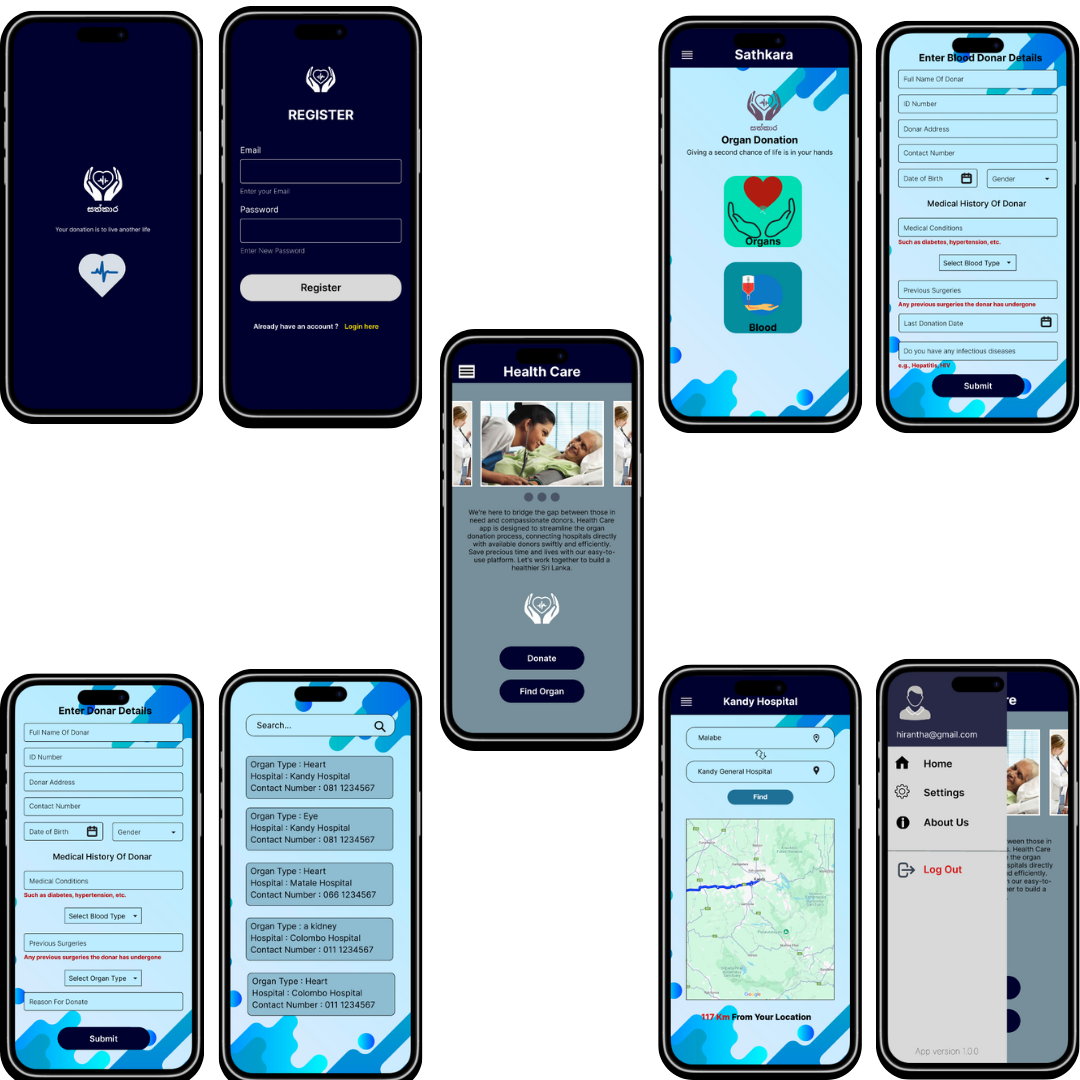 සත්කාර
Your donation is to live another life
REGISTER
Email
Enter your Email
Password
Enter New Password
Register
Already have an account ? Login here
Sathkara
සත්කාර
Organ Donation
Giving a second chance of life is in your hands
Organs
Blood
Enter Blood Donar Details
Full Name Of Donar
ID Number
Donar Address
Contact Number
Date of Birth
Gender
Medical History Of Donar
Medical Conditions
Such as diabetes, hypertension, etc.
Select Blood Type
Previous Surgeries
Any previous surgeries the donar has undergone
Last Donation Date
Do you have any infectious diseases
e.g., Hepatitis, HIV
Submit
Health Care
We're here to bridge the gap between those in
need and compassionate donors. Health Care
app is designed to streamline the organ
donation process, connecting hospitals directly
with available donors swiftly and efficiently.
Save precious time and lives with our easy-to-
use platform. Let's work together to build a
healthier Sri Lanka.
Donate
Find Organ
Enter Donar Details
Full Name Of Donar
ID Number
Donar Address
Contact Number
Date of Birth
Gender
Medical History Of Donar
Medical Conditions
Such as diabetes, hypertension, etc.
Select Blood Type
Previous Surgeries
Any previous surgeries the donar has undergone
Select Organ Type
Reason For Donate
Submit
Search...
Organ Type : Heart
Hospital : Kandy Hospital
Contact Number : 081 1234567
Organ Type : Eye
Hospital : Kandy Hospital
Contact Number : 081 1234567
Organ Type : Heart
Hospital : Matale Hospital
Contact Number : 066 1234567
Organ Type : a kidney
Hospital : Colombo Hospital
Contact Number : 011 1234567
Organ Type : Heart
Hospital : Colombo Hospital
Contact Number : 011 1234567
Kandy Hospital
Malabe
Kandy General Hospital
Find
Google
117 Km From Your Location
re
hirantha@gmail.com
Home
Settings
About Us
Log Out
ween those in
s. Health Care
the organ
spitals directly
d efficiently.
our easy-to-
er to build a
App version 1.0.0